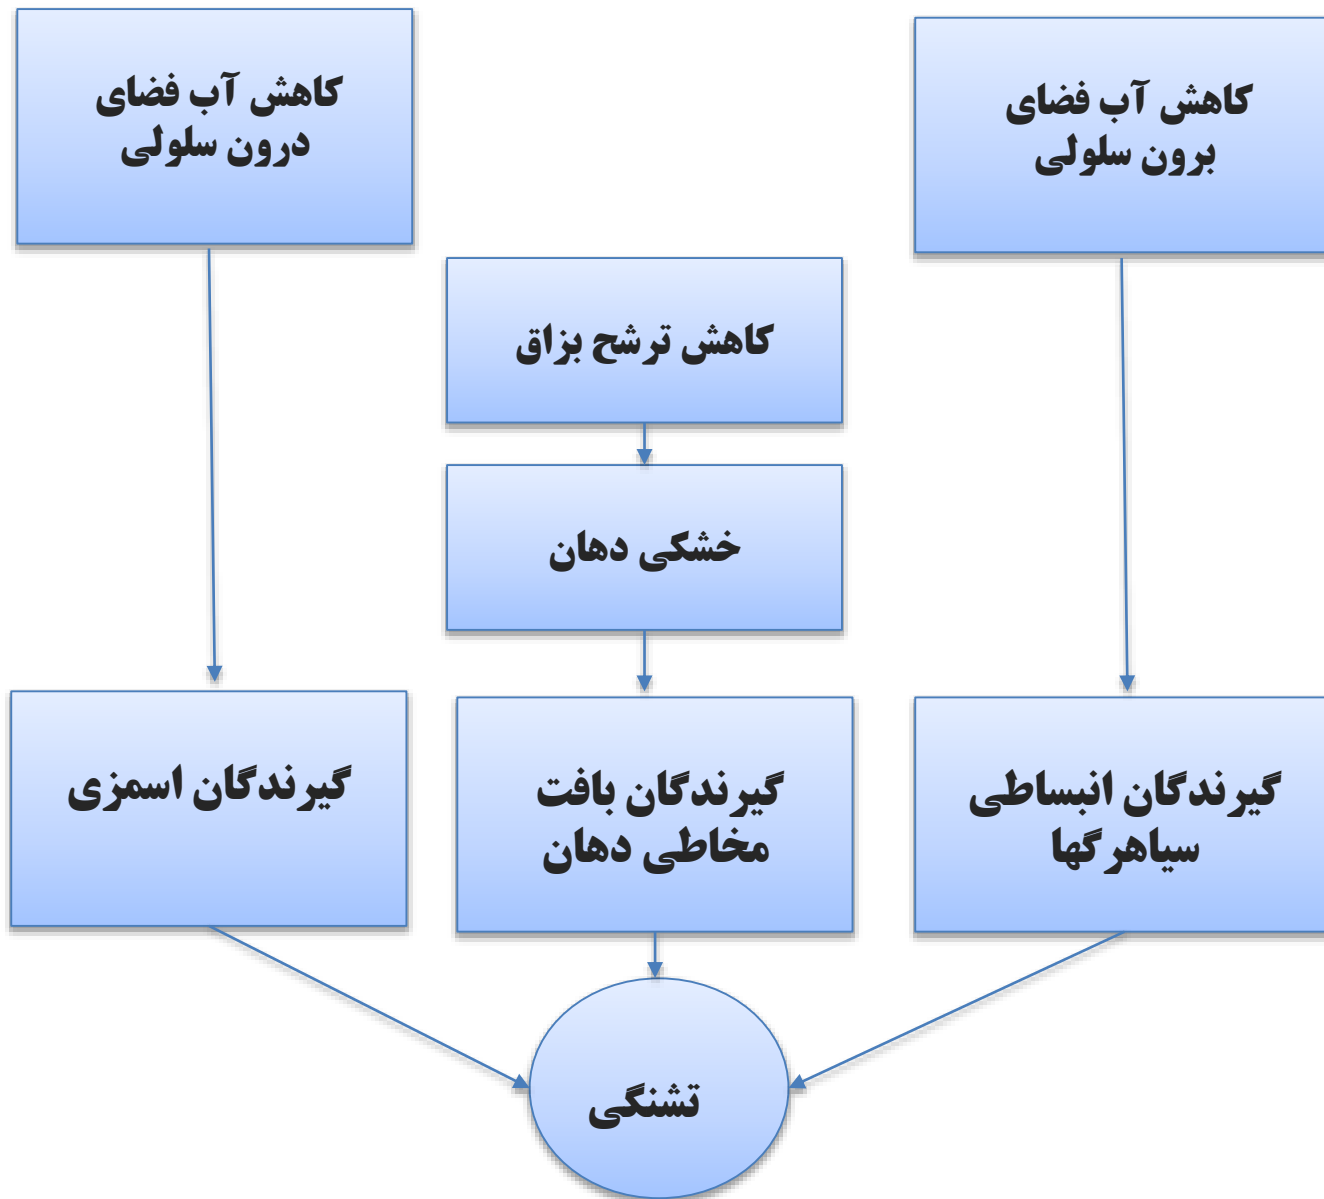 کاهش آب فضای
برون سلولی
کاهش آب فضای
درون سلولی
کاهش ترشح بزاق
خشکی دهان
گیرندگان انبساطی
سیاهرگها
گیرندگان بافت
مخاطی دهان
گیرندگان اسمزی
تشنگی